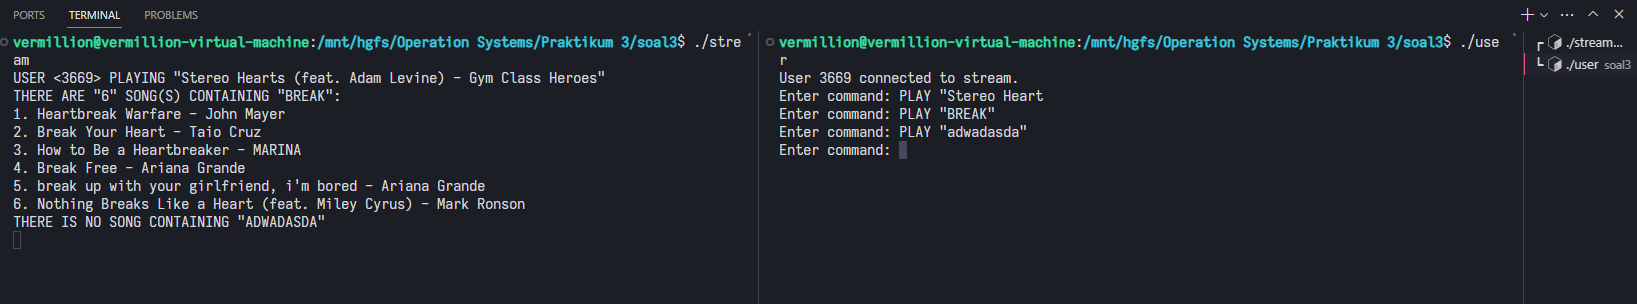 PORTS TERMINAL PROBLEMS
vermillion@vermillion-virtual-machine:/mnt/hgfs/Operation Systems/Praktikum 3/soal3$ ./stre
am
USER <3669> PLAYING "Stereo Hearts (feat. Adam Levine) - Gym Class Heroes"
THERE ARE "6" SONG(S) CONTAINING "BREAK":
1. Heartbreak Warfare - John Mayer
2. Break Your Heart - Taio Cruz
3. How to Be a Heartbreaker - MARINA
4. Break Free - Ariana Grande
5. break up with your girlfriend, i'm bored - Ariana Grande
6. Nothing Breaks Like a Heart (feat. Miley Cyrus) - Mark Ronson
THERE IS NO SONG CONTAINING "ADWADASDA"
vermillion@vermillion-virtual-machine:/mnt/hgfs/Operation Systems/Praktikum 3/soal3$ ./use
r
User 3669 connected to stream.
Enter command: PLAY "Stereo Heart
Enter command: PLAY "BREAK"
Enter command: PLAY "adwadasda"
Enter command:
./stream...
./user soal3